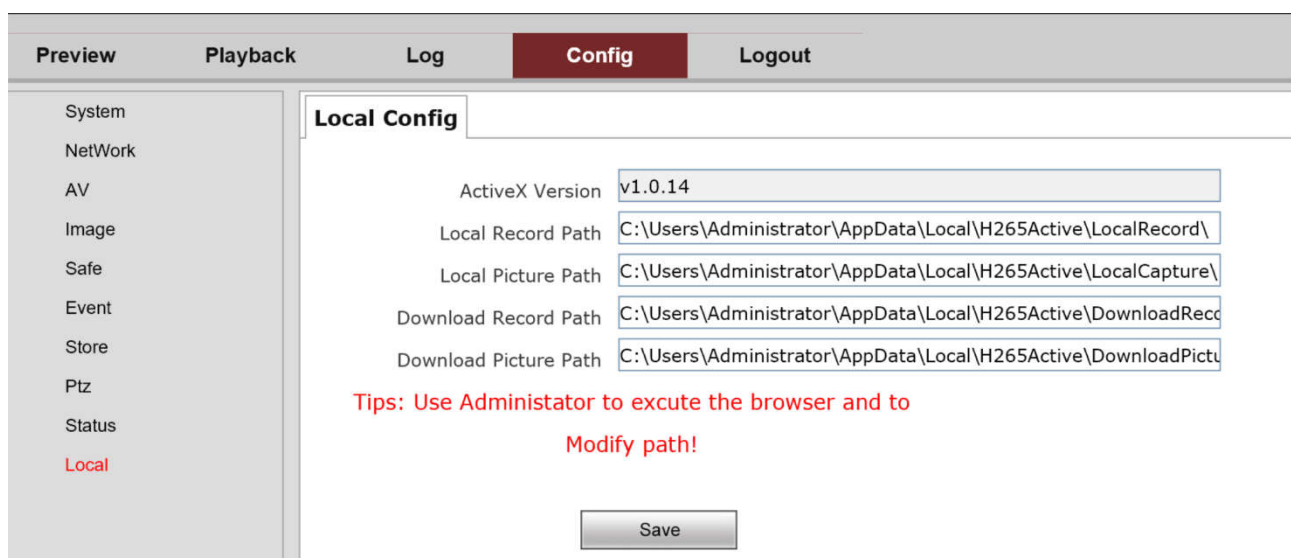 Preview Playback Log Config Logout
System
NetWork
AV
Image
Safe
Event
Store
Ptz
Status
Local
Local Config
ActiveX Version v1.0.14
Local Record Path C:\Users\Administrator\AppData\Local\H265Active\LocalRecord\
Local Picture Path C:\Users\Administrator\AppData\Local\H265Active\LocalCapture\
Download Record Path C:\Users\Administrator\AppData\Local\H265Active\DownloadReco
Download Picture Path C:\Users\Administrator\AppData\Local\H265Active\DownloadPictu
Tips: Use Administator to excute the browser and to
Modify path!
Save